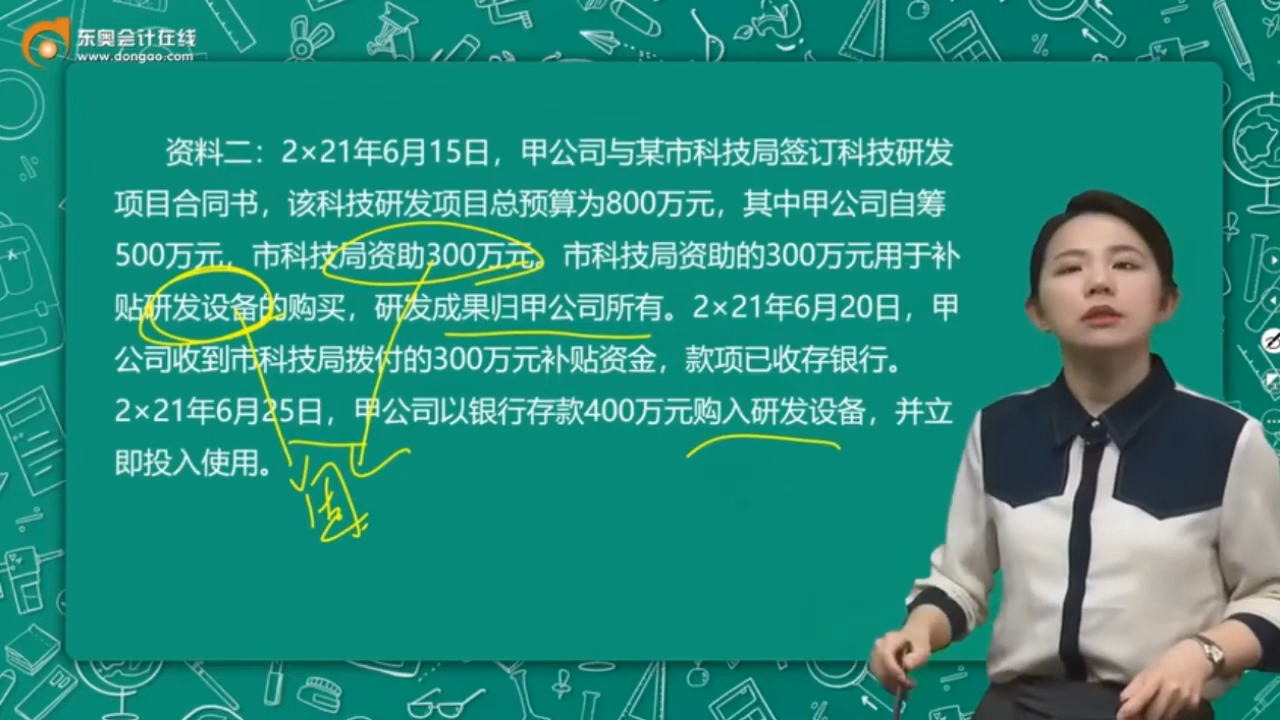 东奥会计在线
www.dongao.com
资料二：2×21年6月15日，甲公司与某市科技局签订科技研发
项目合同书，该科技研发项目总预算为800万元，其中甲公司自筹
500万元，市科技局资助300万元。市科技局资助的300万元用于补
贴研发设备的购买，研发成果归甲公司所有。2×21年6月20日，甲
公司收到市科技局拨付的300万元补贴资金，款项已收存银行。
2×21年6月25日，甲公司以银行存款400万元购入研发设备，并立
即投入使用。